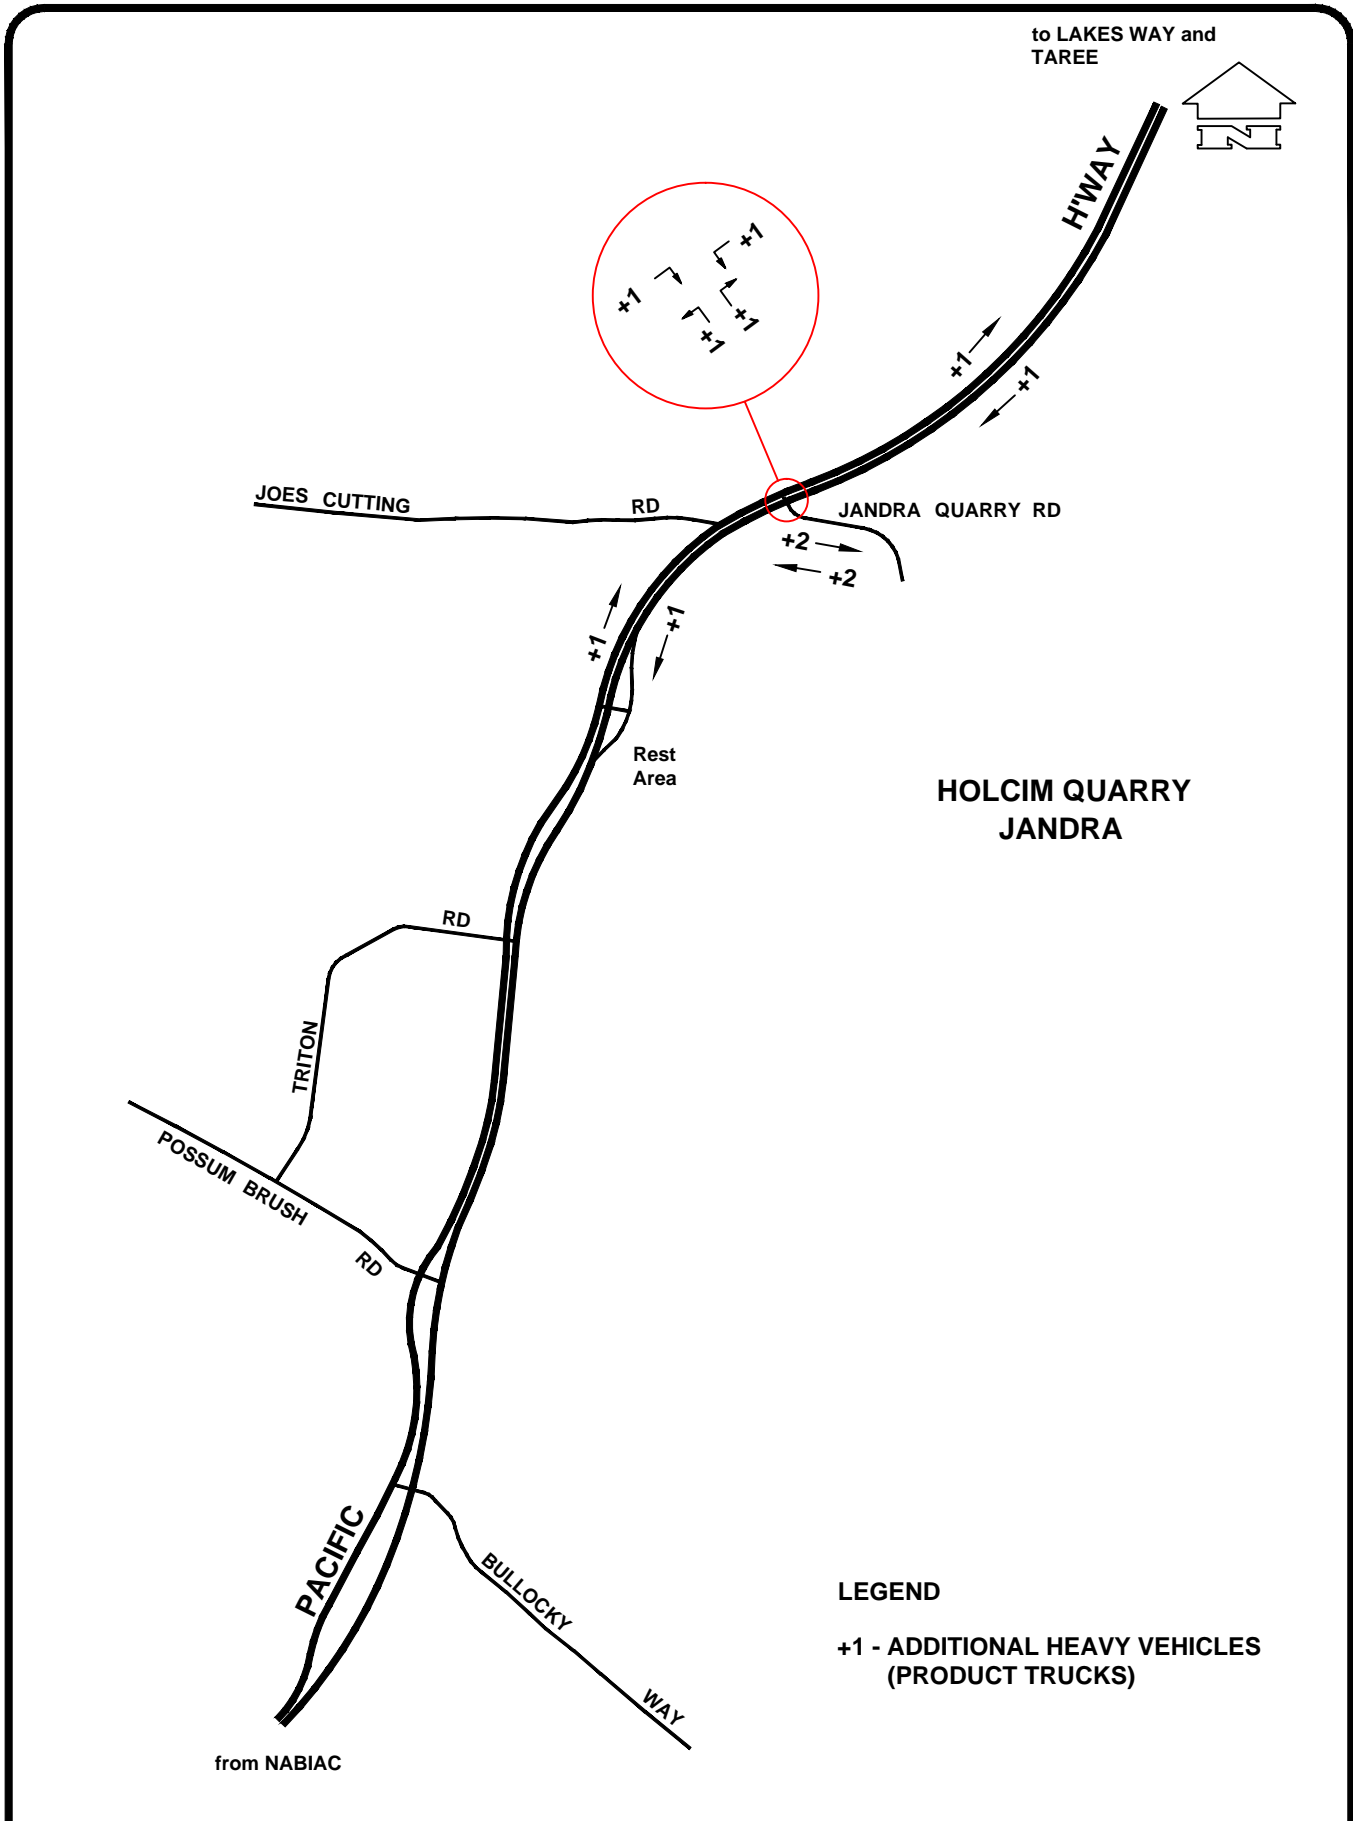 to LAKES WAY and
TAREE
N
H'WAY
+1
+1
+1
+1
+1
+1
JOES CUTTING RD
JANDRA QUARRY RD
+2
+2
+1
+1
Rest
Area
HOLCIM QUARRY
JANDRA
RD
TRITON
POSSUM BRUSH RD
PACIFIC
BULLOCKY WAY
LEGEND
+1 - ADDITIONAL HEAVY VEHICLES
(PRODUCT TRUCKS)
from NABIAC